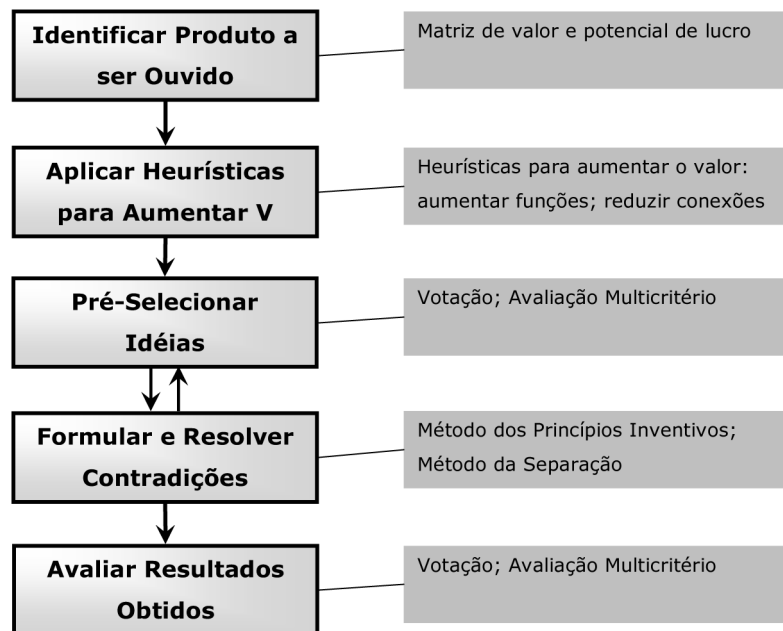 Identificar Produto a
ser Ouvido
Matriz de valor e potencial de lucro
Aplicar Heurísticas
para Aumentar V
Heurísticas para aumentar o valor:
aumentar funções; reduzir conexões
Pré-Selecionar
Idéias
Votação; Avaliação Multicritério
Formular e Resolver
Contradições
Método dos Princípios Inventivos;
Método da Separação
Avaliar Resultados
Obtidos
Votação; Avaliação Multicritério